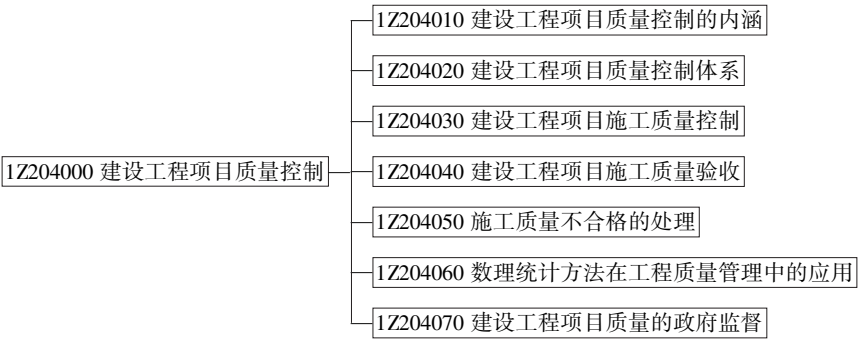 1Z204000 建设工程项目质量控制
1Z204010 建设工程项目质量控制的内涵
1Z204020 建设工程项目质量控制体系
1Z204030 建设工程项目施工质量控制
1Z204040 建设工程项目施工质量验收
1Z204050 施工质量不合格的处理
1Z204060 数理统计方法在工程质量管理中的应用
1Z204070 建设工程项目质量的政府监督